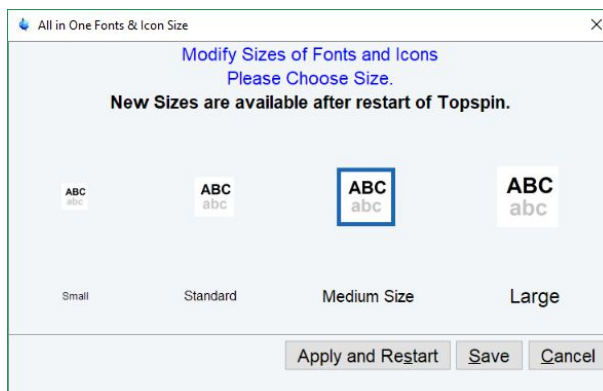 All in One Fonts & Icon Size
Modify Sizes of Fonts and Icons
Please Choose Size.
New Sizes are available after restart of Topspin.
ABC ABC ABC ABC
abc abc abc abc
Small Standard Medium Size Large
Apply and Restart Save Cancel